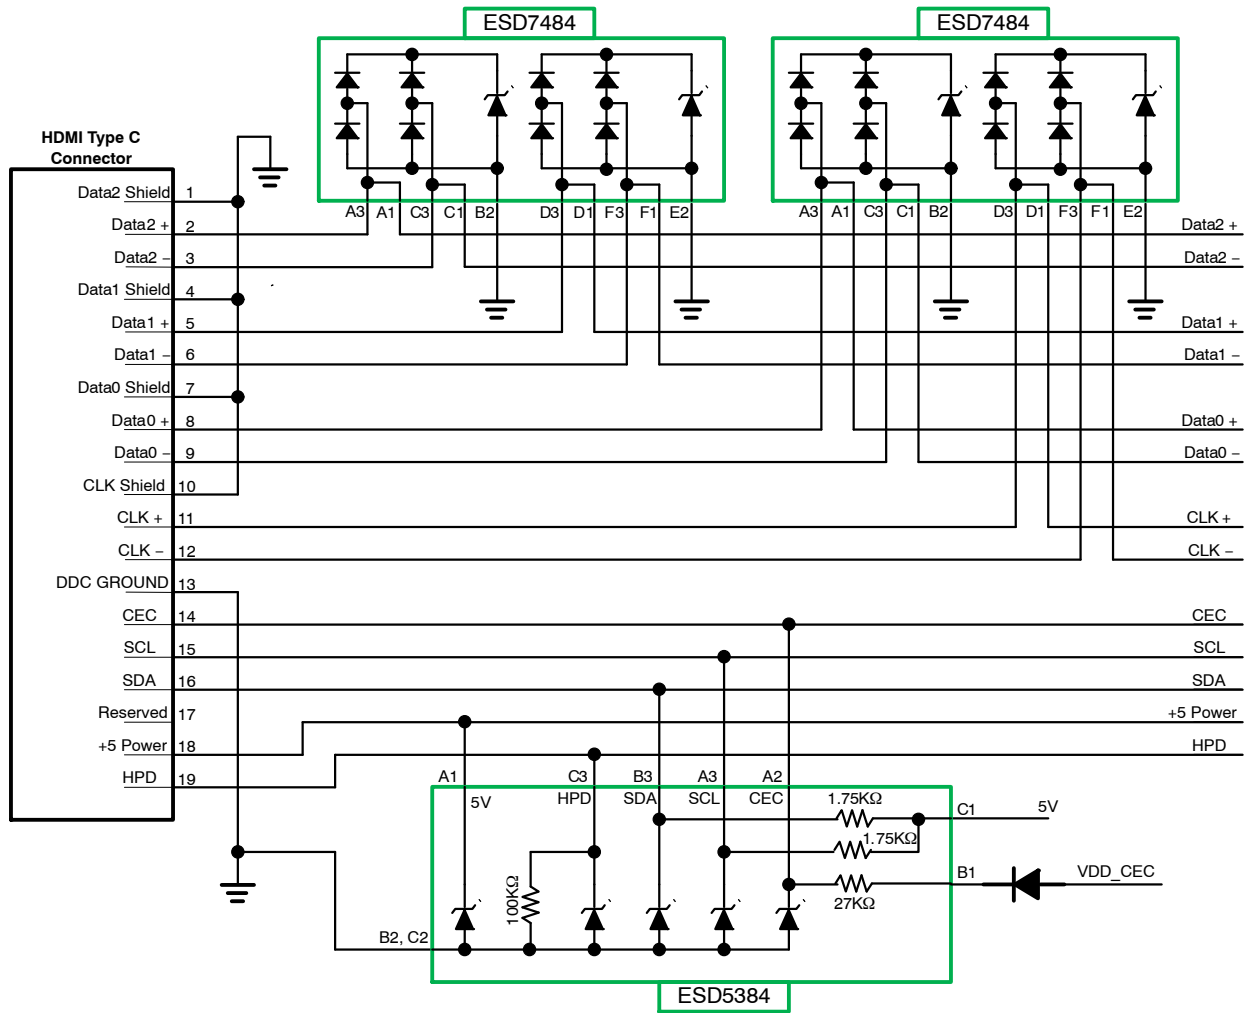 ESD7484
ESD7484
HDMI Type C
Connector
Data2 Shield 1
Data2 + 2
Data2 – 3
Data1 Shield 4
Data1 + 5
Data1 – 6
Data0 Shield 7
Data0 + 8
Data0 – 9
CLK Shield 10
CLK + 11
CLK – 12
DDC GROUND 13
CEC 14
SCL 15
SDA 16
Reserved 17
+5 Power 18
HPD 19
A3 A1 C3 C1 B2 D3 D1 F3 F1 E2
A3 A1 C3 C1 B2 D3 D1 F3 F1 E2
Data2 +
Data2 –
Data1 +
Data1 –
Data0 +
Data0 –
CLK +
CLK –
CEC
SCL
SDA
+5 Power
HPD
A1 C3 B3 A3 A2
5V HPD SDA SCL CEC
1.75KΩ
C1 5V
1.75KΩ
B1 VDD_CEC
27KΩ
100KΩ
B2, C2
ESD5384